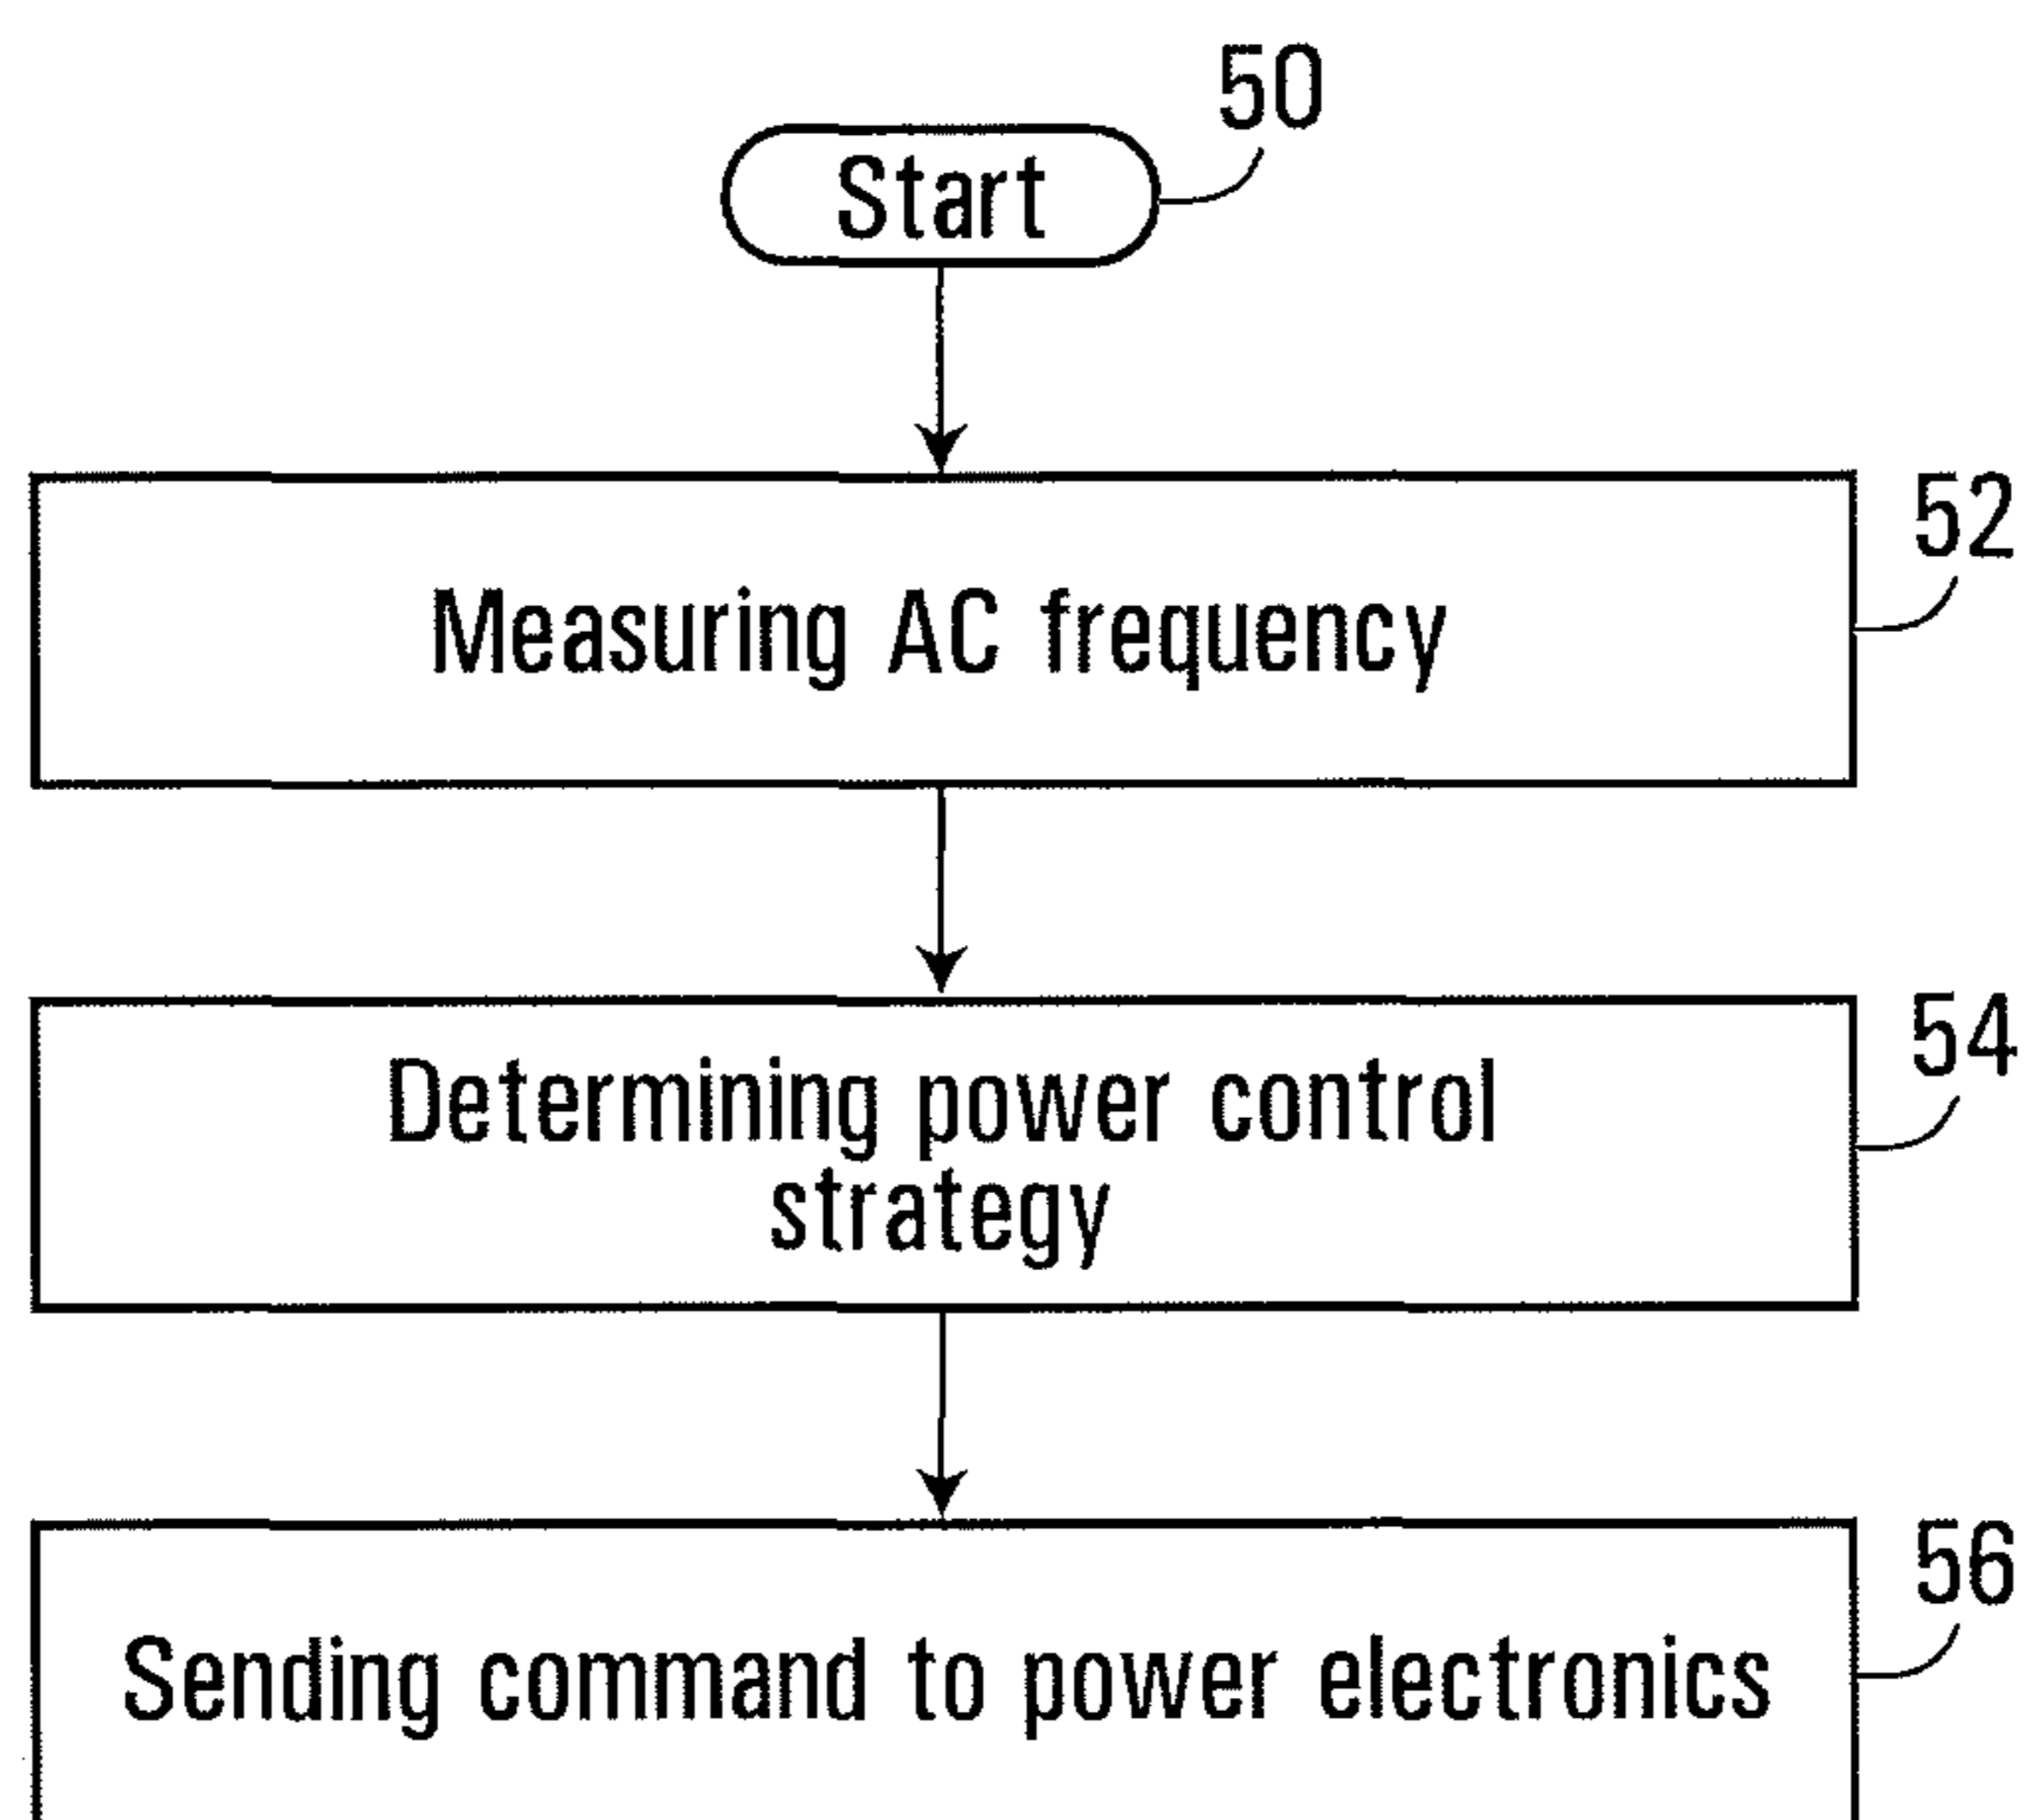 50
Start
52
Measuring AC frequency
54
Determining power control
strategy
56
Sending command to power electronics